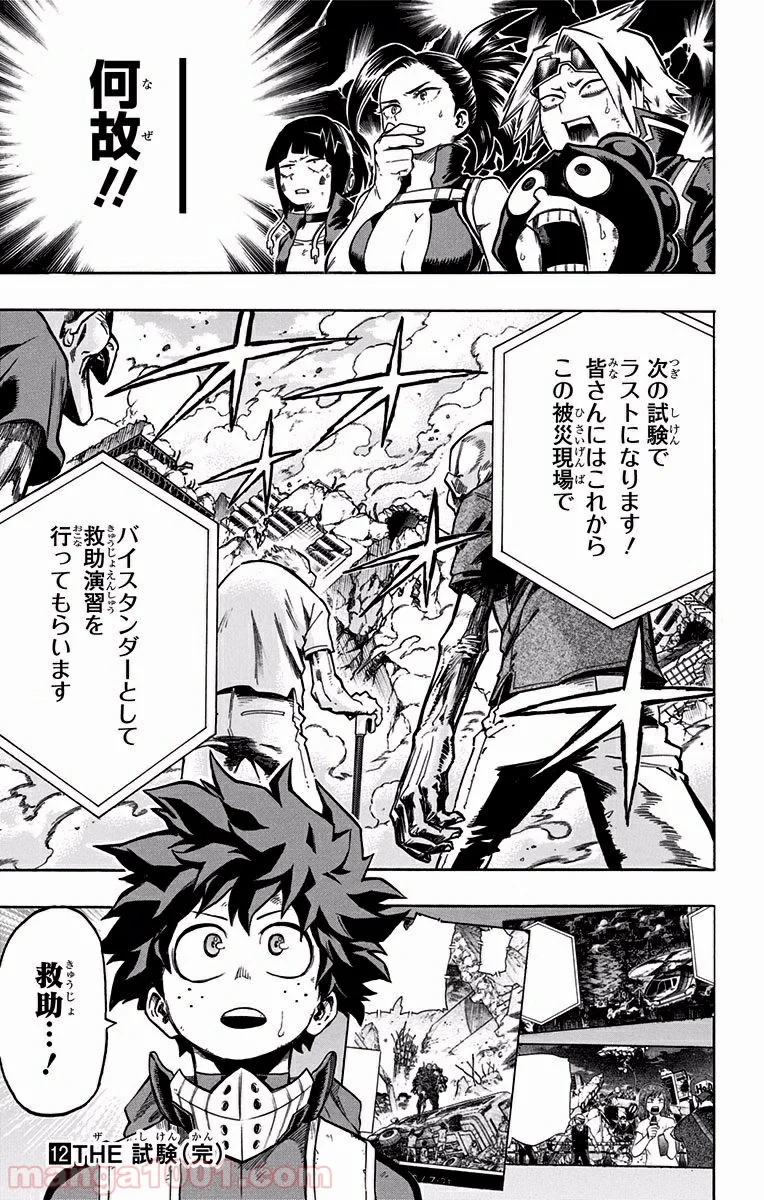 何故!!
次の試験で
ラストになります!
皆さんにはこれから
この被災現場で
バイスタンダーとして
救助演習を
行ってもらいます
救助…!
12 THE 試験(完)
manga1001.com